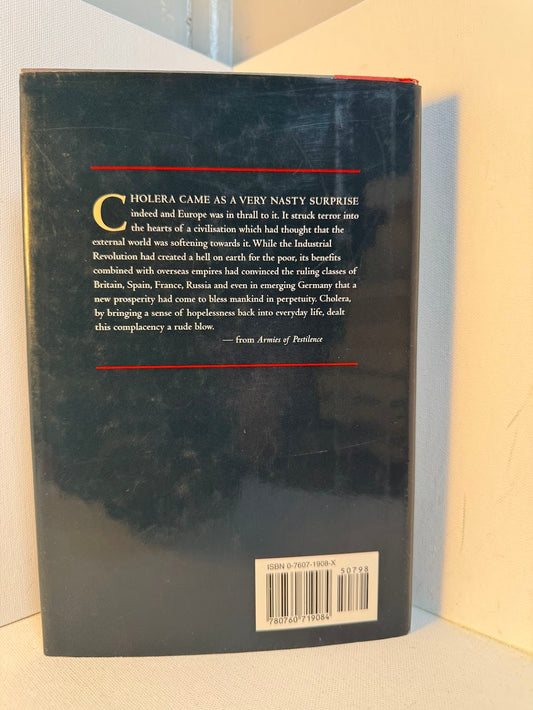 CHOLERA CAME AS A VERY NASTY SURPRISE
indeed and Europe was in thrall to it. It struck terror into
the hearts of a civilisation which had thought that the
external world was softening towards it. While the Industrial
Revolution had created a hell on earth for the poor, its benefits
combined with overseas empires had convinced the ruling classes of
Britain, Spain, France, Russia and even in emerging Germany that a
new prosperity had come to bless mankind in perpetuity. Cholera,
by bringing a sense of hopelessness back into everyday life, dealt
this complacency a rude blow.
— from Armies of Pestilence
ISBN 0-7607-1908-X
50798
780760719084